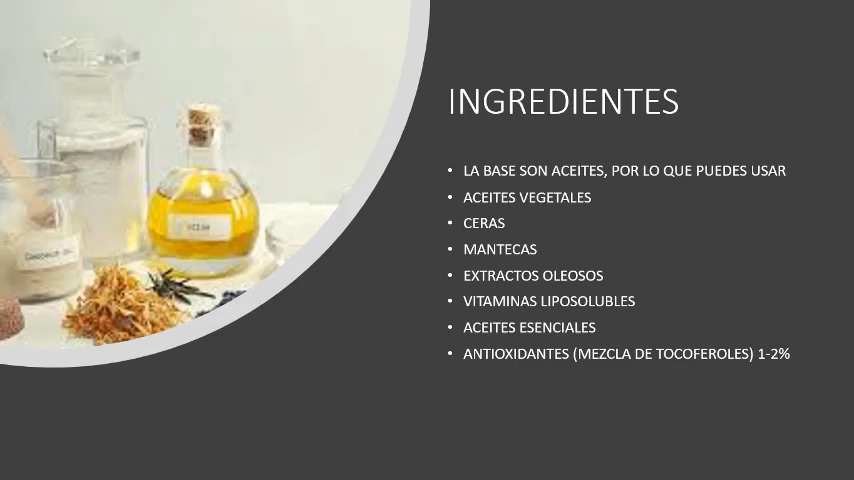 INGREDIENTES
• LA BASE SON ACEITES, POR LO QUE PUEDES USAR
• ACEITES VEGETALES
• CERAS
• MANTECAS
• EXTRACTOS OLEOSOS
• VITAMINAS LIPOSOLUBLES
• ACEITES ESENCIALES
• ANTIOXIDANTES (MEZCLA DE TOCOFEROLES) 1-2%